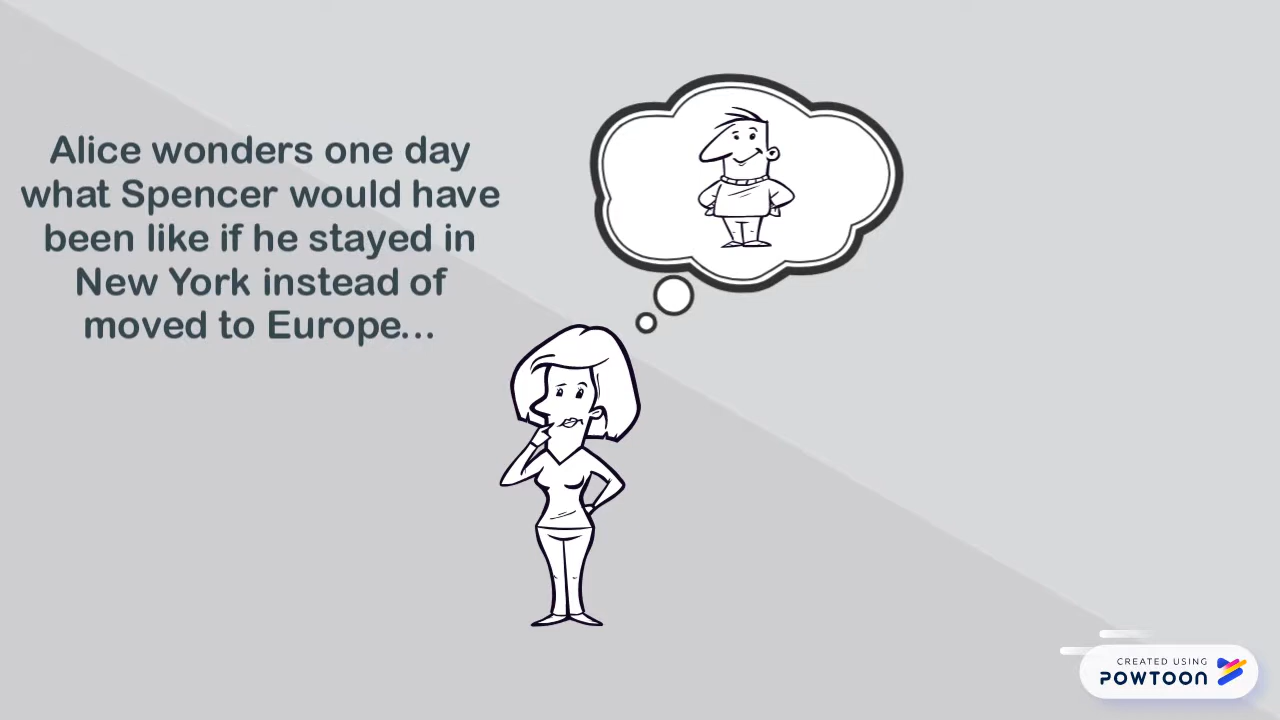 Alice wonders one day
what Spencer would have
been like if he stayed in
New York instead of
moved to Europe...
CREATED USING
POWTOON